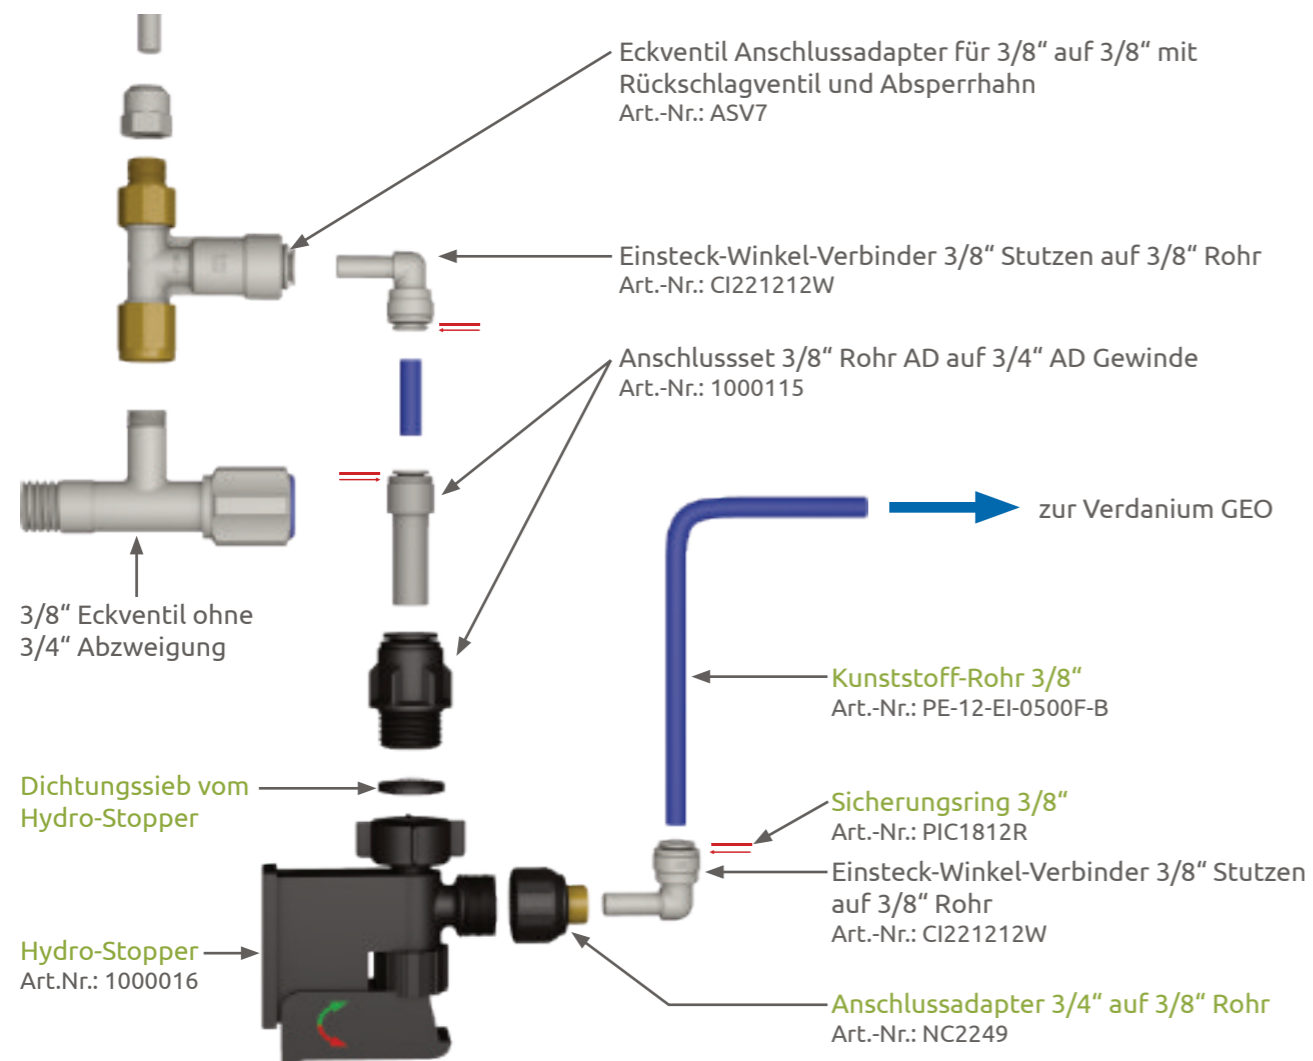 Eckventil Anschlussadapter für 3/8“ auf 3/8“ mit
Rückschlagventil und Absperrhahn
Art.-Nr.: ASV7
Einsteck-Winkel-Verbinder 3/8“ Stutzen auf 3/8“ Rohr
Art.-Nr.: CI221212W
Anschlussset 3/8“ Rohr AD auf 3/4“ AD Gewinde
Art.-Nr.: 1000115
zur Verdanium GEO
3/8“ Eckventil ohne
3/4“ Abzweigung
Kunststoff-Rohr 3/8“
Art.-Nr.: PE-12-EI-0500F-B
Dichtungssieb vom
Hydro-Stopper
Sicherungsring 3/8“
Art.-Nr.: PIC1812R
Einsteck-Winkel-Verbinder 3/8“ Stutzen
auf 3/8“ Rohr
Art.-Nr.: CI221212W
Hydro-Stopper
Art.Nr.: 1000016
Anschlussadapter 3/4“ auf 3/8“ Rohr
Art.-Nr.: NC2249